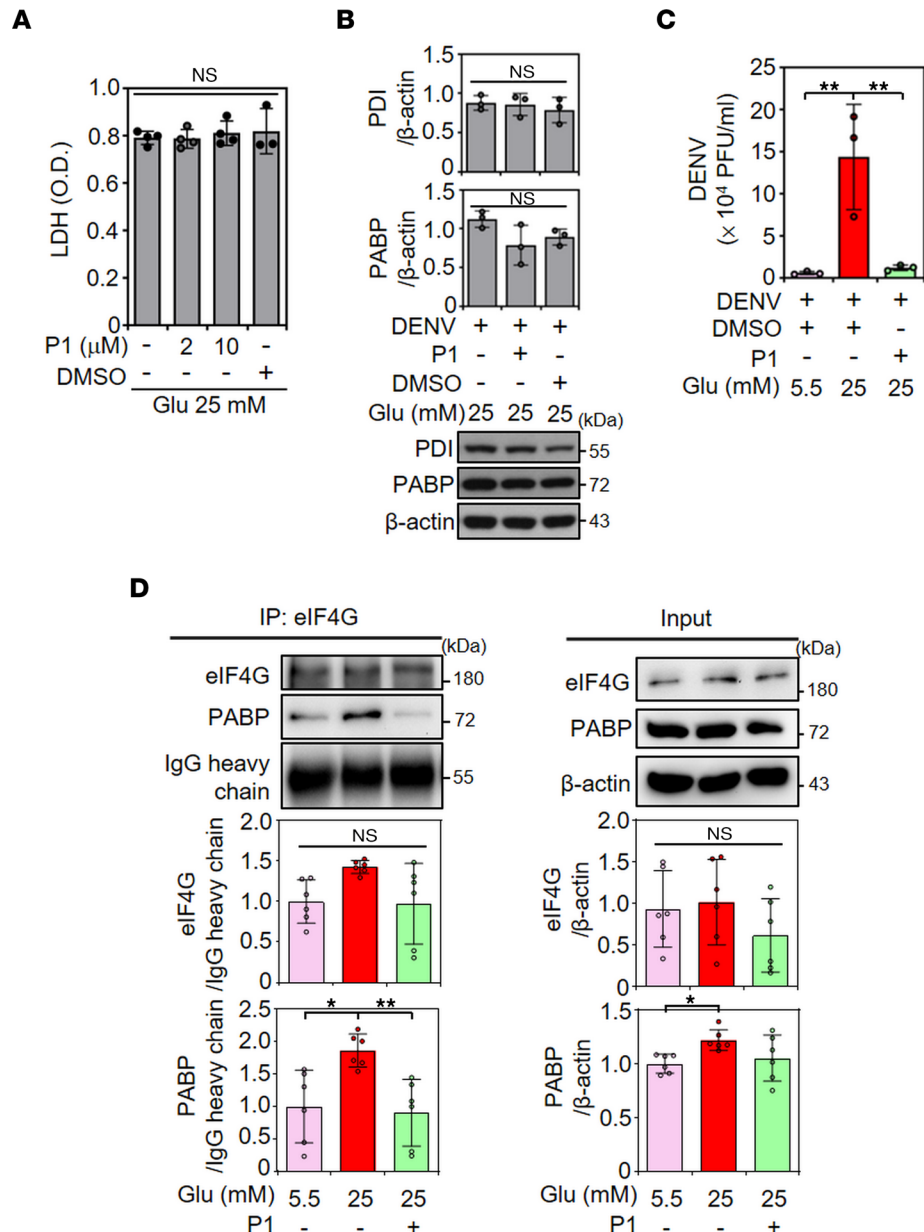 A
NS
LDH (O.D.)
1.0
0.8
0.6
0.4
0.2
0
P1 (μM) - 2 10 -
DMSO - - - +
Glu 25 mM
B
PDI
/β-actin
1.5
1.0
0.5
0
NS
PABP
/β-actin
1.5
1.0
0.5
0
NS
DENV + + +
P1 - + -
DMSO - - +
Glu (mM) 25 25 25 (kDa)
PDI 55
PABP 72
β-actin 43
C
DENV
(× 10⁴ PFU/ml)
25
20
15
10
5
0
** **
DENV + + +
DMSO + + -
P1 - - +
Glu (mM) 5.5 25 25
D
IP: eIF4G
(kDa)
eIF4G 180
PABP 72
IgG heavy
chain
55
eIF4G
/IgG heavy chain
2.0
1.5
1.0
0.5
0
NS
PABP
/IgG heavy chain
2.5
2.0
1.5
1.0
0.5
0
* **
Glu (mM) 5.5 25 25
P1 - - +
Input
(kDa)
eIF4G 180
PABP 72
β-actin 43
eIF4G
/β-actin
2.0
1.5
1.0
0.5
0
NS
PABP
/β-actin
1.5
1.0
0.5
0
*
Glu (mM) 5.5 25 25
P1 - - +